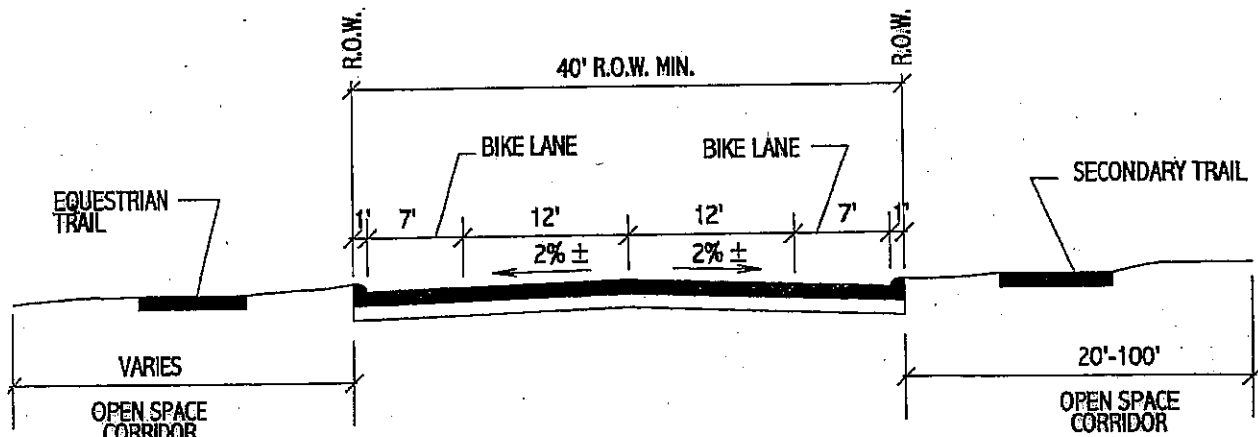 R.O.W.
R.O.W.
40' R.O.W. MIN.
BIKE LANE
BIKE LANE
EQUESTRIAN
TRAIL
SECONDARY TRAIL
1' 7' 12' 12' 7' 1'
2% ± 2% ±
VARIES
20'-100'
OPEN SPACE
CORRIDOR
OPEN SPACE
CORRIDOR